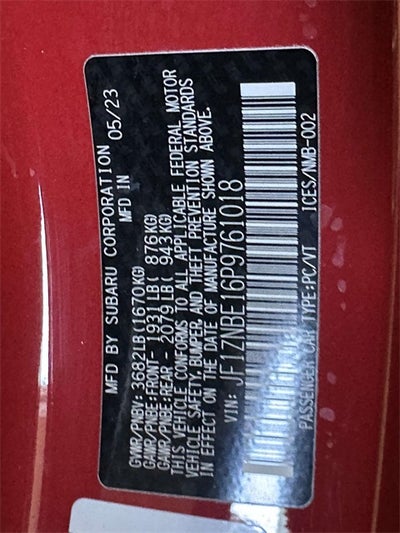 MFD BY SUBARU CORPORATION
MFD IN 05/23
GVWR/PNBV: 3682LB(1670KG)
GAWR/PNBE:FRONT- 1931LB( 876KG)
GAWR/PNBE:REAR - 2079LB( 943KG)
THIS VEHICLE CONFORMS TO ALL APPLICABLE FEDERAL MOTOR
VEHICLE SAFETY,BUMPER, AND THEFT PREVENTION STANDARDS
IN EFFECT ON THE DATE OF MANUFACTURE SHOWN ABOVE.
VIN: JF1ZNBE16P9761018
PASSENGER CAR TYPE:PC/VT ICES/NMB-002